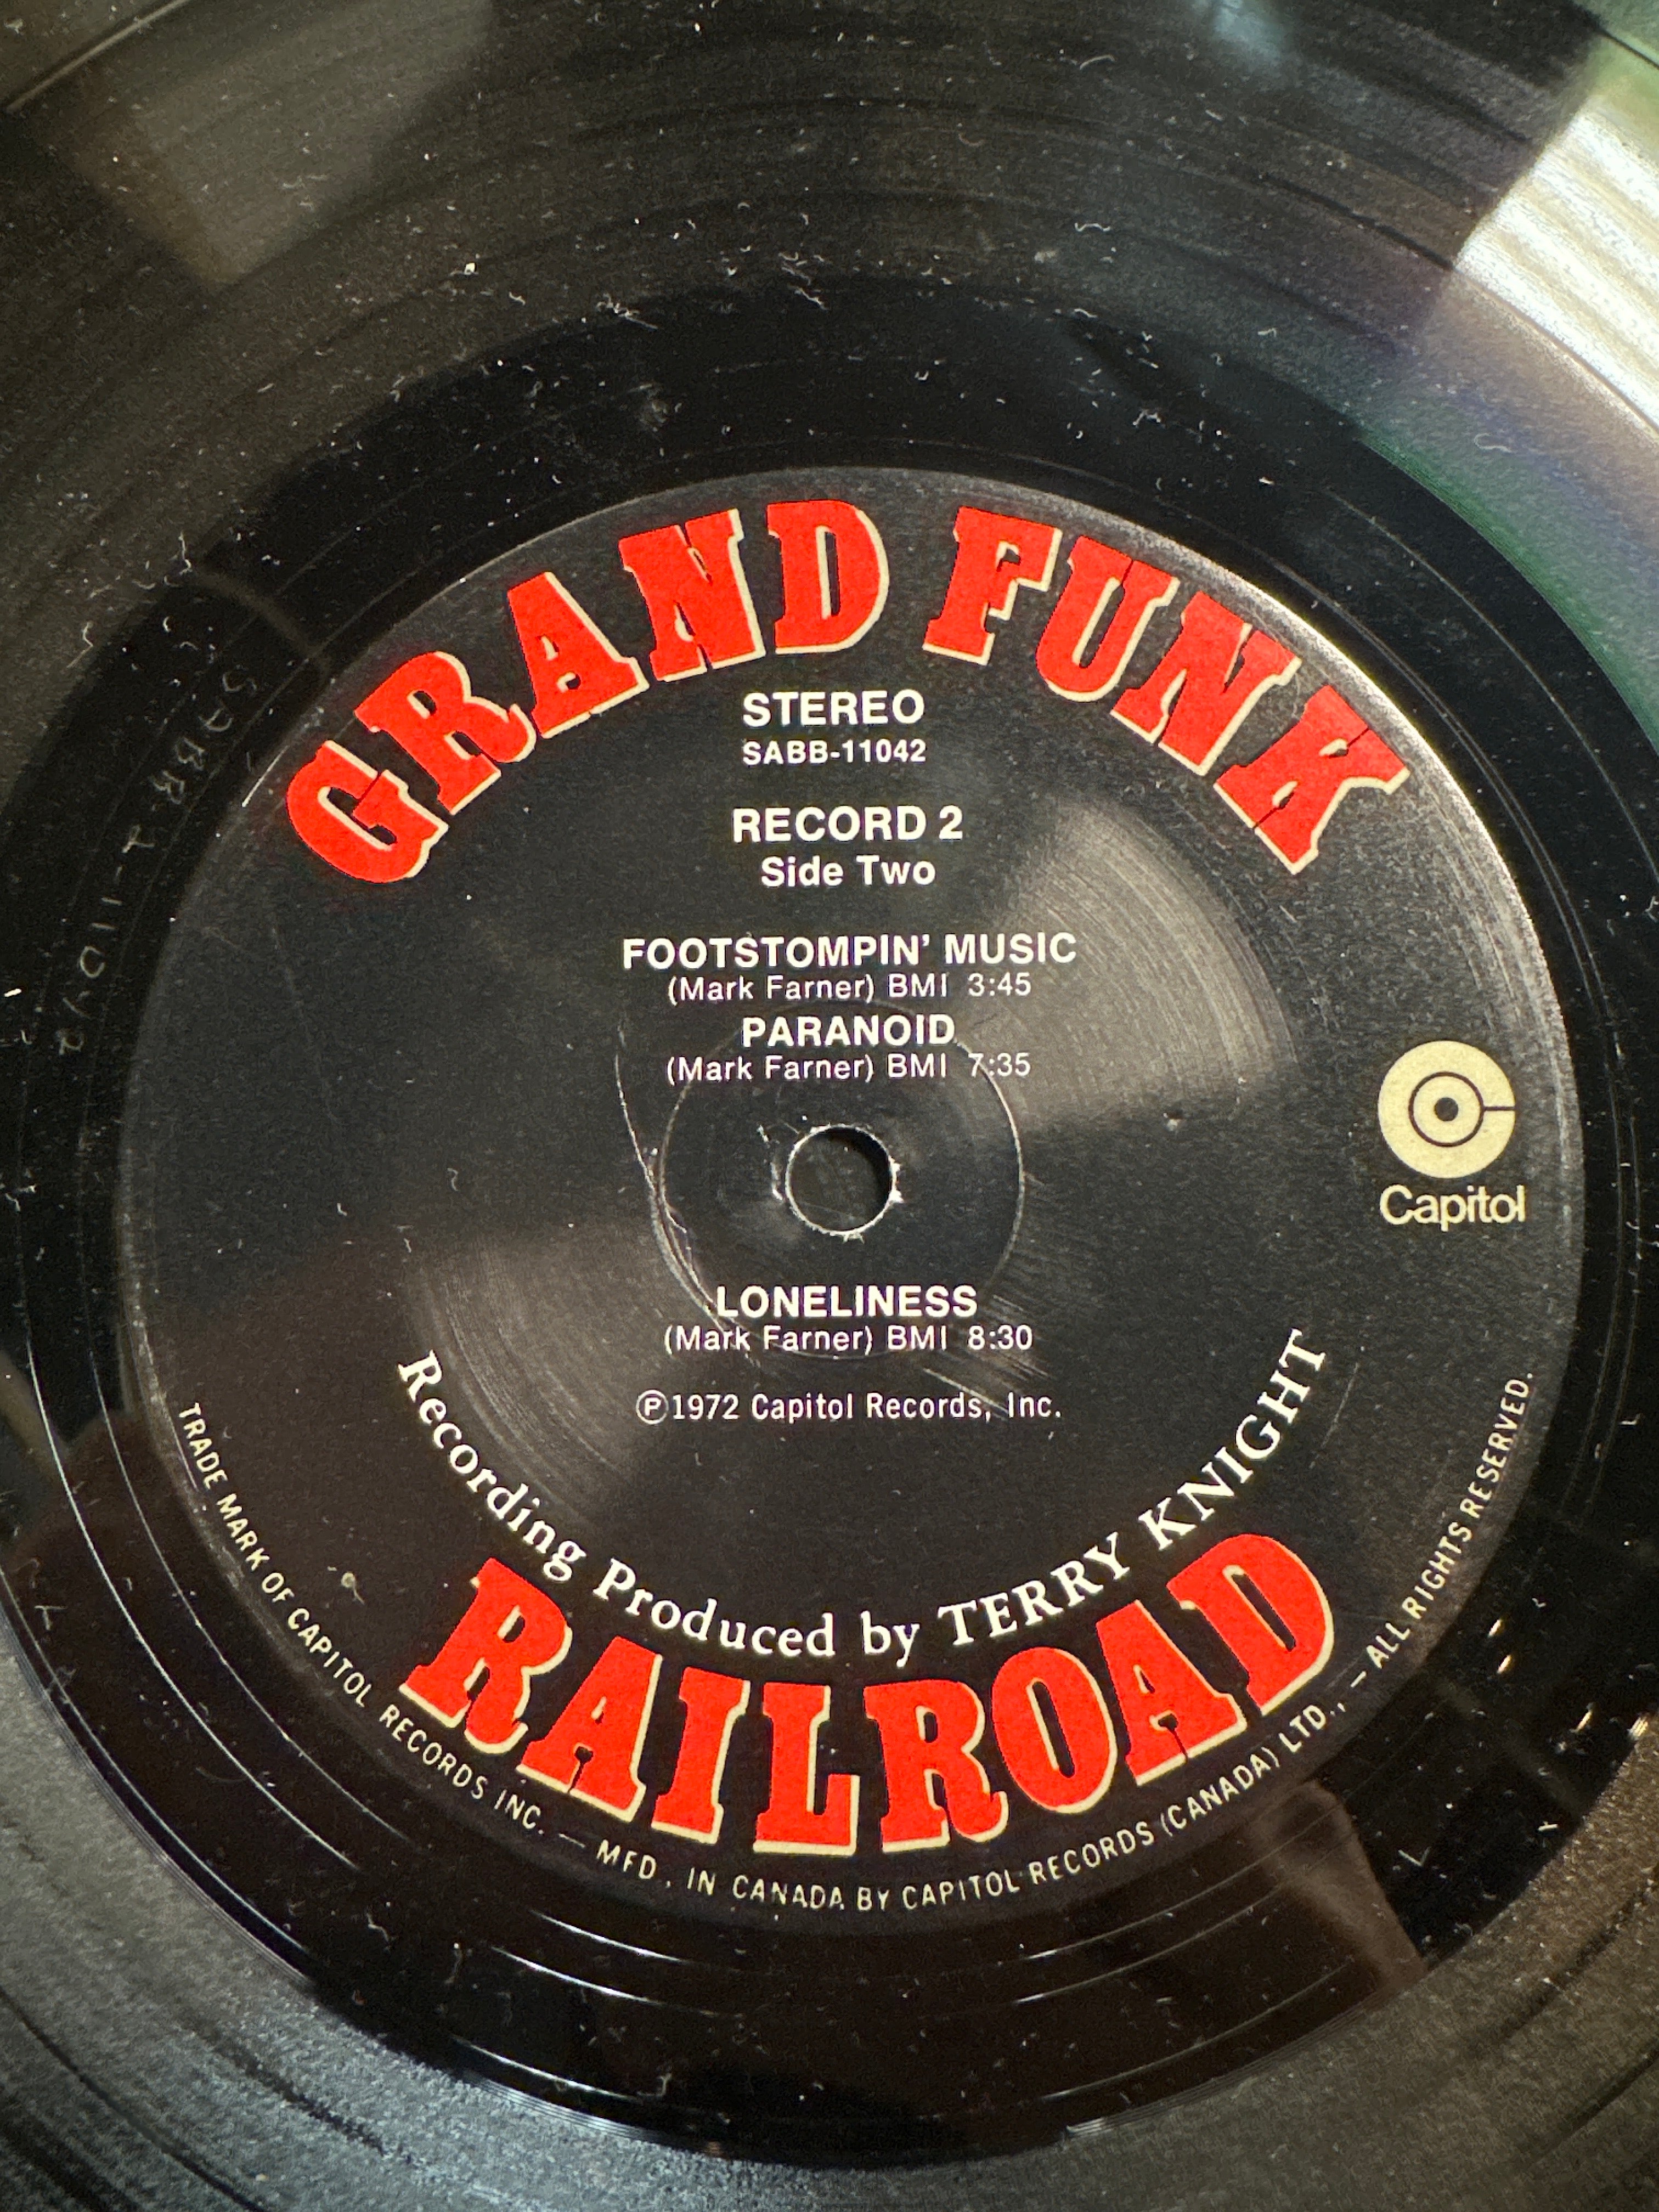 GRAND FUNK
STEREO
SABB-11042
RECORD 2
Side Two
FOOTSTOMPIN' MUSIC
(Mark Farner) BMI 3:45
PARANOID
(Mark Farner) BMI 7:35
Capitol
LONELINESS
(Mark Farner) BMI 8:30
Ⓟ1972 Capitol Records, Inc.
Recording Produced by TERRY KNIGHT
RAILROAD
TRADE MARK OF CAPITOL RECORDS INC. — MFD. IN CANADA BY CAPITOL RECORDS (CANADA) LTD., — ALL RIGHTS RESERVED.